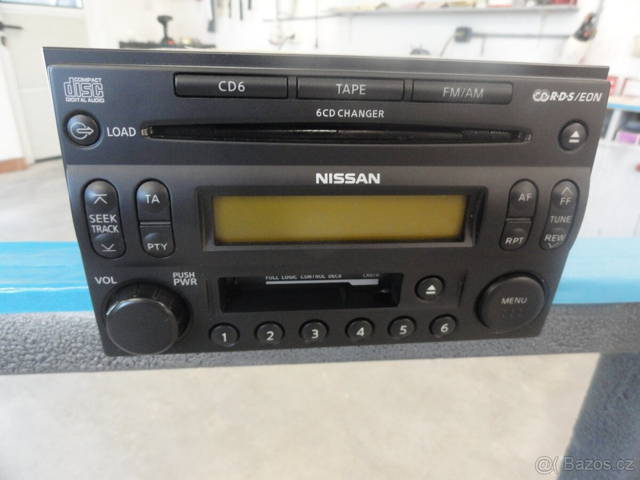 COMPACT
disc
DIGITAL AUDIO
CD6 TAPE FM/AM
R·D·S/EON
6CD CHANGER
LOAD
NISSAN
SEEK
TRACK
TA
PTY
AF
RPT
FF
TUNE
REW
VOL
PUSH
PWR
FULL LOGIC CONTROL DECK
MENU
1 2 3 4 5 6
© Bazos.cz